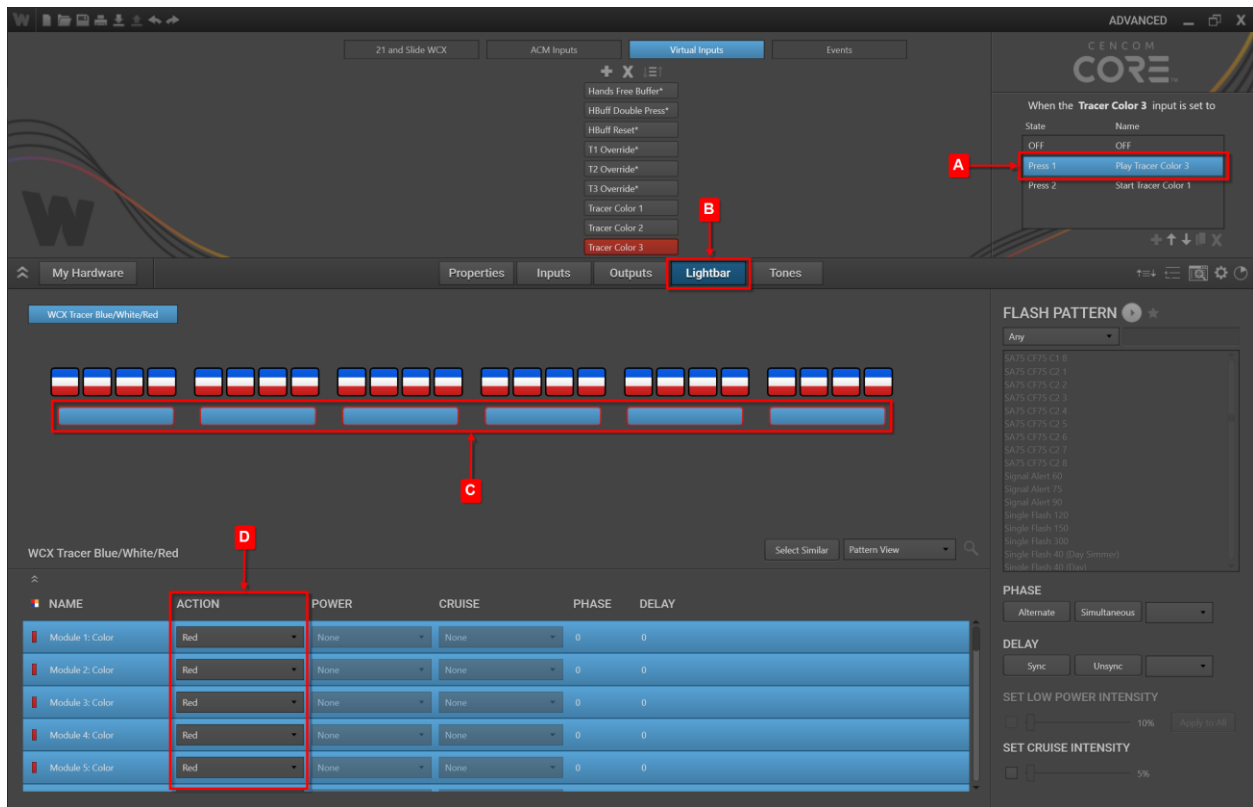 W
ADVANCED
21 and Slide WCX ACM Inputs Virtual Inputs Events
CENCOM
CORE
Hands Free Buffer*
HBuff Double Press*
HBuff Reset*
T1 Override*
T2 Override*
T3 Override*
Tracer Color 1
Tracer Color 2
Tracer Color 3
When the Tracer Color 3 input is set to
State Name
OFF OFF
Press 1 Play Tracer Color 3
Press 2 Start Tracer Color 1
A
B
W
My Hardware Properties Inputs Outputs Lightbar Tones
WCX Tracer Blue/White/Red
C
D
WCX Tracer Blue/White/Red Select Similar Pattern View
NAME ACTION POWER CRUISE PHASE DELAY
Module 1: Color Red None None 0 0
Module 2: Color Red None None 0 0
Module 3: Color Red None None 0 0
Module 4: Color Red None None 0 0
Module 5: Color Red None None 0 0
FLASH PATTERN
Any
SA75 CF75 C1 8
SA75 CF75 C2 1
SA75 CF75 C2 2
SA75 CF75 C2 3
SA75 CF75 C2 4
SA75 CF75 C2 5
SA75 CF75 C2 6
SA75 CF75 C2 7
SA75 CF75 C2 8
Signal Alert 60
Signal Alert 75
Signal Alert 90
Single Flash 120
Single Flash 150
Single Flash 300
Single Flash 40 (Day Simmer)
Single Flash 40 (Day)
PHASE
Alternate Simultaneous
DELAY
Sync Unsync
SET LOW POWER INTENSITY
10% Apply to All
SET CRUISE INTENSITY
5%